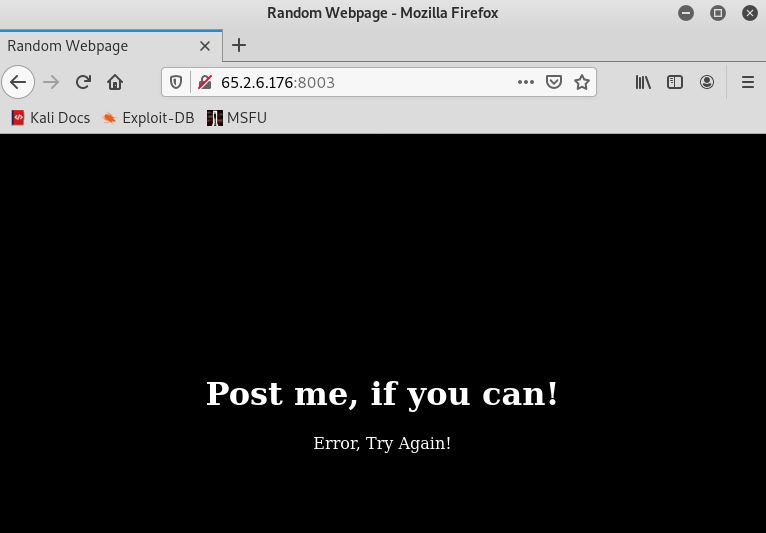 Random Webpage - Mozilla Firefox
Random Webpage
65.2.6.176:8003
Kali Docs Exploit-DB MSFU
Post me, if you can!
Error, Try Again!